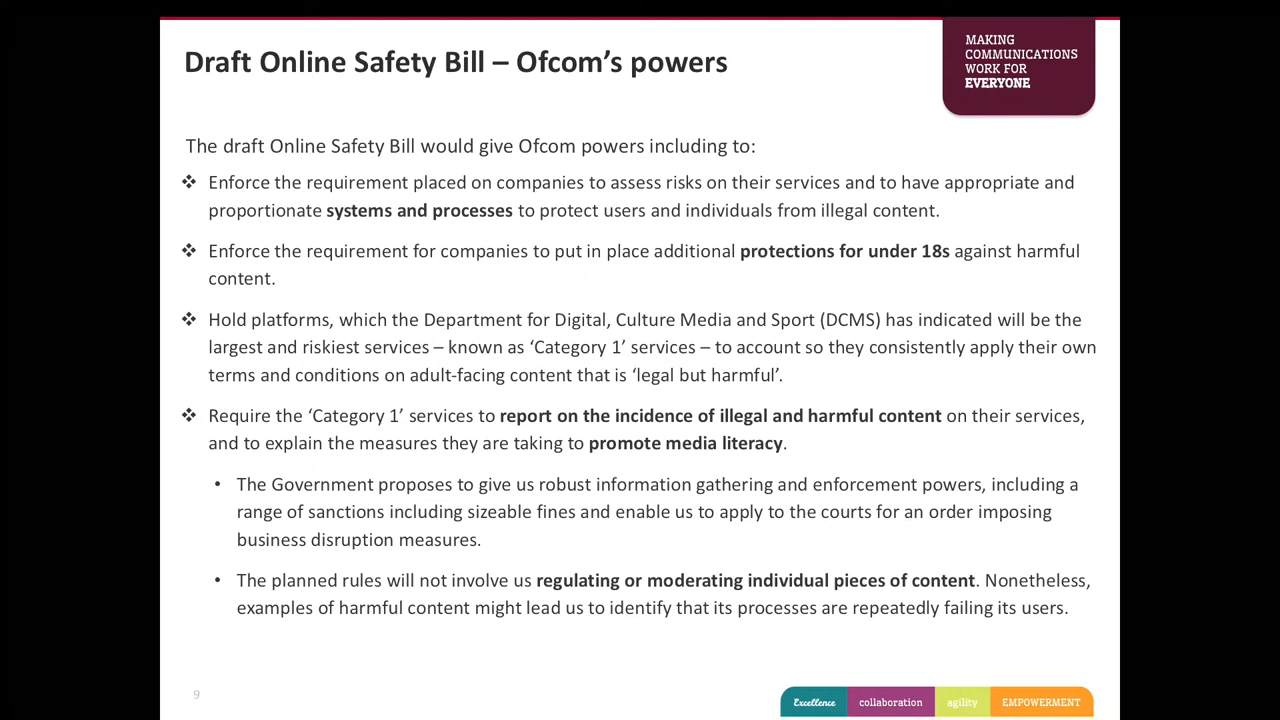 Draft Online Safety Bill – Ofcom's powers
MAKING
COMMUNICATIONS
WORK FOR
EVERYONE
The draft Online Safety Bill would give Ofcom powers including to:
❖ Enforce the requirement placed on companies to assess risks on their services and to have appropriate and
proportionate systems and processes to protect users and individuals from illegal content.
❖ Enforce the requirement for companies to put in place additional protections for under 18s against harmful
content.
❖ Hold platforms, which the Department for Digital, Culture Media and Sport (DCMS) has indicated will be the
largest and riskiest services – known as 'Category 1' services – to account so they consistently apply their own
terms and conditions on adult-facing content that is 'legal but harmful'.
❖ Require the 'Category 1' services to report on the incidence of illegal and harmful content on their services,
and to explain the measures they are taking to promote media literacy.
• The Government proposes to give us robust information gathering and enforcement powers, including a
range of sanctions including sizeable fines and enable us to apply to the courts for an order imposing
business disruption measures.
• The planned rules will not involve us regulating or moderating individual pieces of content. Nonetheless,
examples of harmful content might lead us to identify that its processes are repeatedly failing its users.
9
Excellence collaboration agility EMPOWERMENT